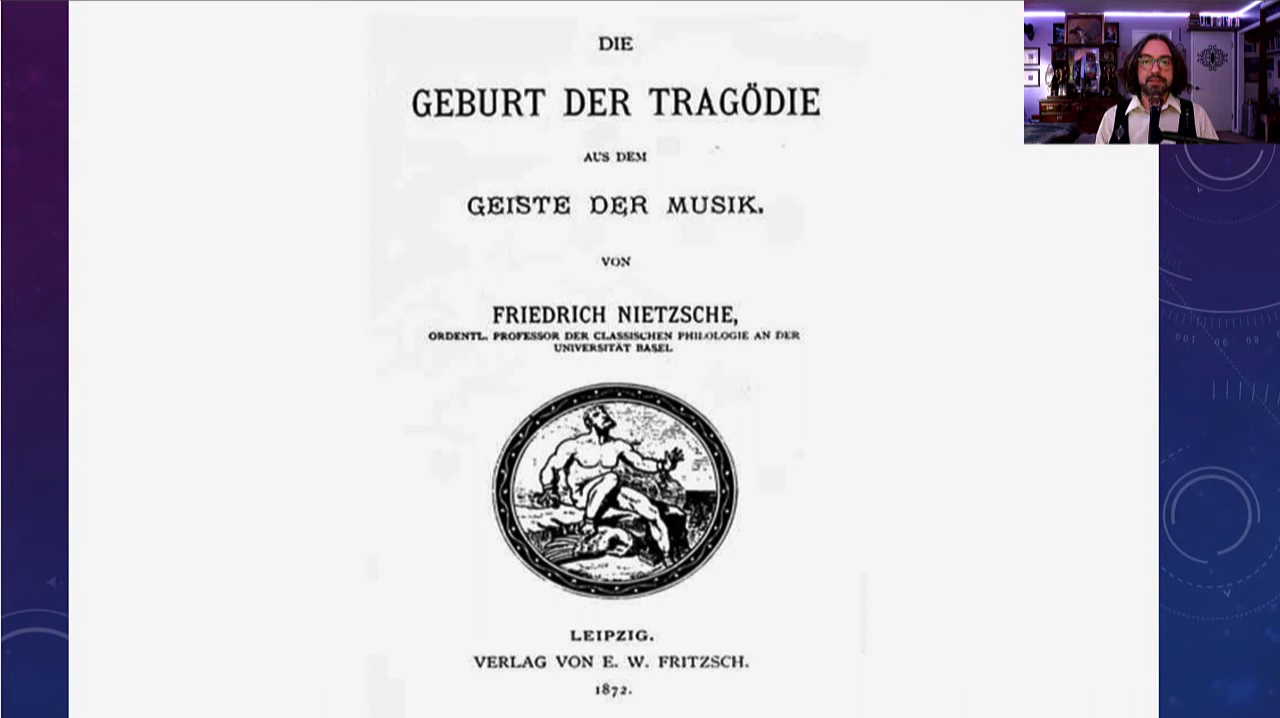 DIE
GEBURT DER TRAGÖDIE
AUS DEM
GEISTE DER MUSIK.
VON
FRIEDRICH NIETZSCHE,
ORDENTL. PROFESSOR DER CLASSISCHEN PHILOLOGIE AN DER
UNIVERSITÄT BASEL
LEIPZIG.
VERLAG VON E. W. FRITZSCH.
1872.